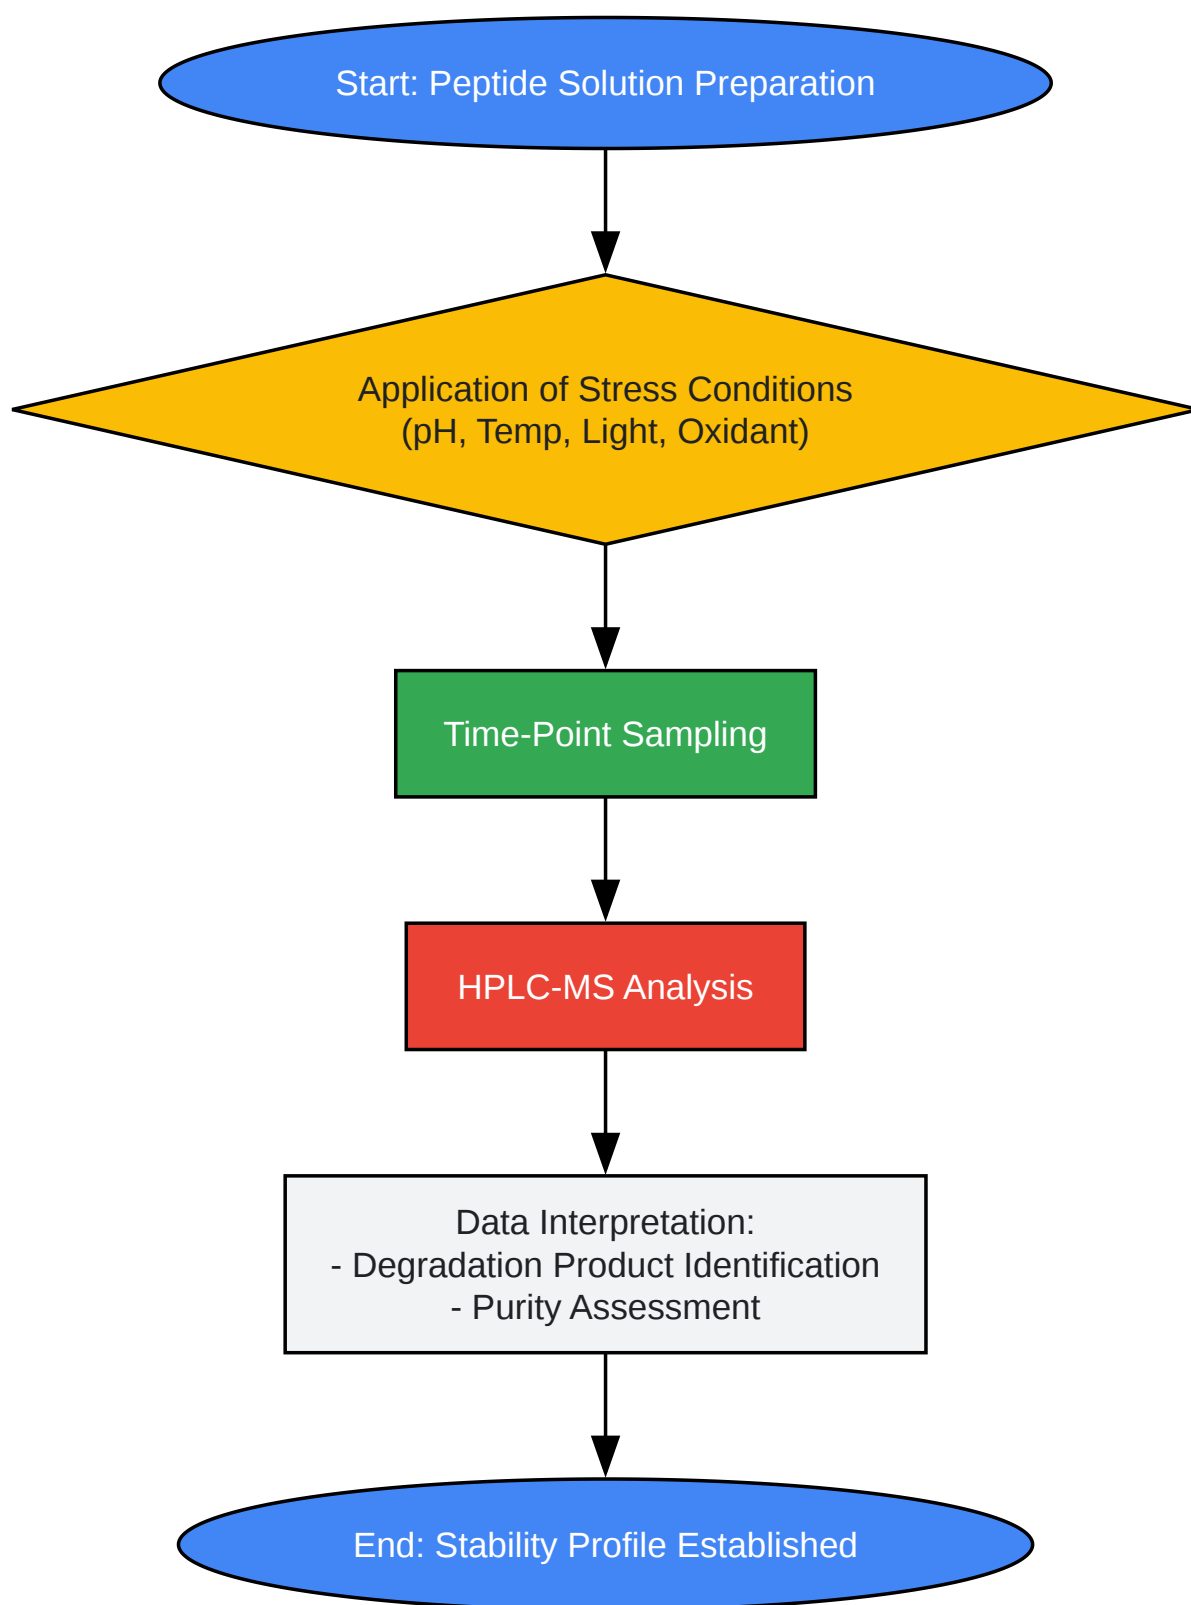 Start: Peptide Solution Preparation
Application of Stress Conditions
(pH, Temp, Light, Oxidant)
Time-Point Sampling
HPLC-MS Analysis
Data Interpretation:
- Degradation Product Identification
- Purity Assessment
End: Stability Profile Established